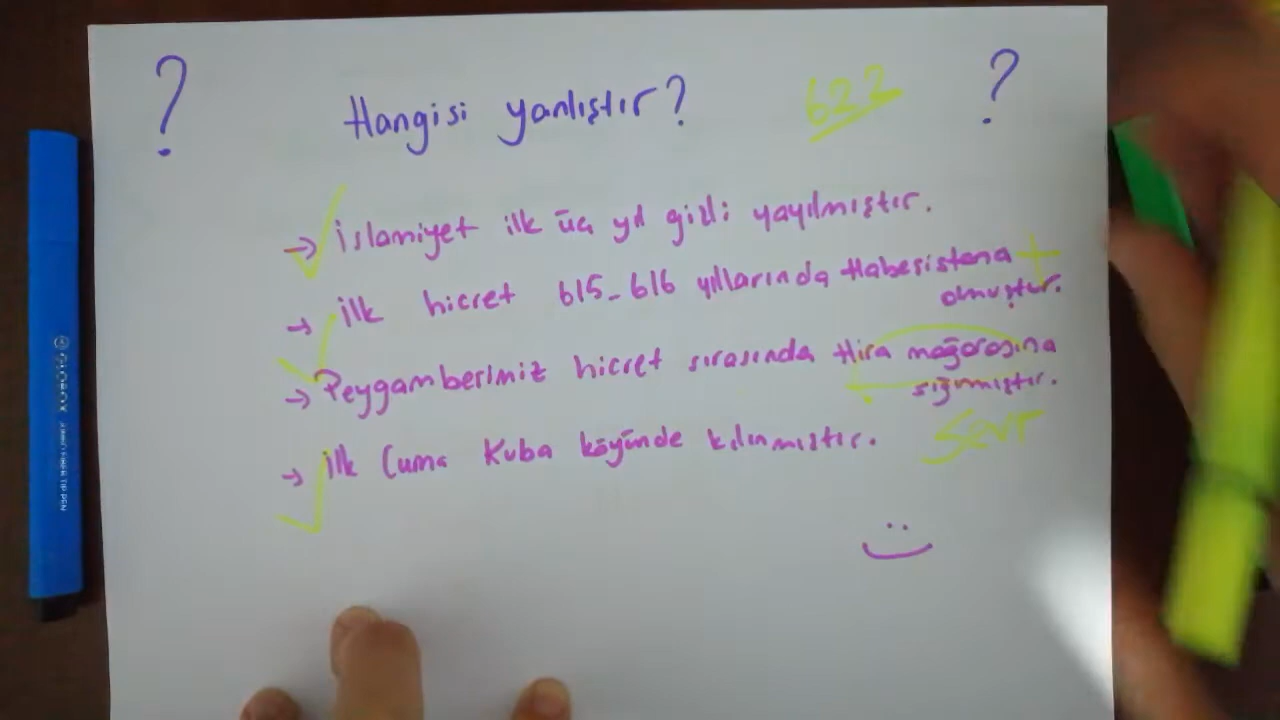 ? Hangisi yanlıştır? 622 ?
→ İslamiyet ilk üç yıl gizli yayılmıştır.
→ İlk hicret 615-616 yıllarında Habeşistana
olmuştur.
→ Peygamberimiz hicret sırasında Hira mağarasına
sığınmıştır.
Sevr
→ İlk Cuma Kuba köyünde kılınmıştır.